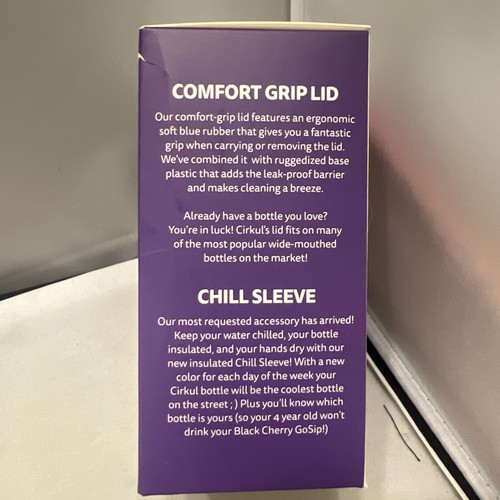 COMFORT GRIP LID
Our comfort-grip lid features an ergonomic
soft blue rubber that gives you a fantastic
grip when carrying or removing the lid.
We've combined it with ruggedized base
plastic that adds the leak-proof barrier
and makes cleaning a breeze.
Already have a bottle you love?
You're in luck! Cirkul's lid fits on many
of the most popular wide-mouthed
bottles on the market!
CHILL SLEEVE
Our most requested accessory has arrived!
Keep your water chilled, your bottle
insulated, and your hands dry with our
new insulated Chill Sleeve! With a new
color for each day of the week your
Cirkul bottle will be the coolest bottle
on the street ; ) Plus you'll know which
bottle is yours (so your 4 year old won't
drink your Black Cherry GoSip!)